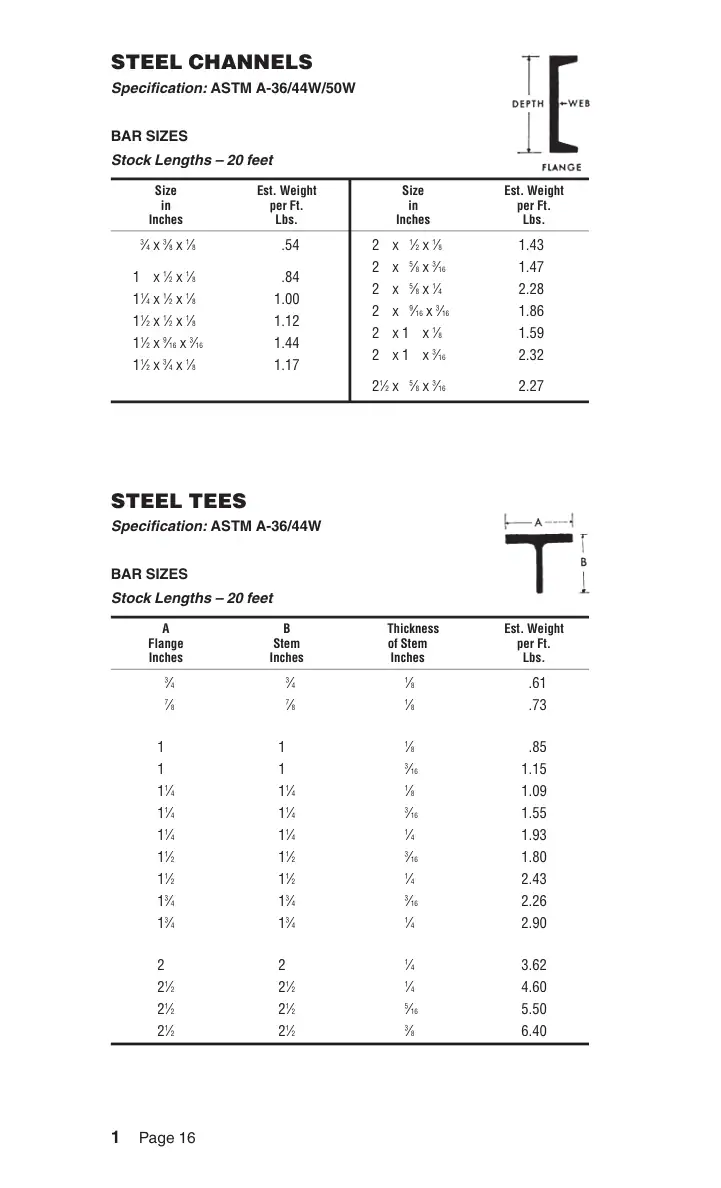 STEEL CHANNELS
Specification: ASTM A-36/44W/50W
DEPTH
WEB
FLANGE
BAR SIZES
Stock Lengths – 20 feet
Size in Inches Est. Weight per Ft. Lbs. Size in Inches Est. Weight per Ft. Lbs.
¾ x ⅜ x ⅛ .54
1 x ½ x ⅛ .84
1¼ x ½ x ⅛ 1.00
1½ x ½ x ⅛ 1.12
1½ x 9⁄16 x 3⁄16 1.44
1½ x ¾ x ⅛ 1.17
2 x ½ x ⅛ 1.43
2 x ⅝ x 3⁄16 1.47
2 x ⅝ x ¼ 2.28
2 x 9⁄16 x 3⁄16 1.86
2 x 1 x ⅛ 1.59
2 x 1 x 3⁄16 2.32
2½ x ⅝ x 3⁄16 2.27
STEEL TEES
Specification: ASTM A-36/44W
A
B
BAR SIZES
Stock Lengths – 20 feet
A Flange Inches B Stem Inches Thickness of Stem Inches Est. Weight per Ft. Lbs.
¾ ¾ ⅛ .61
⅞ ⅞ ⅛ .73
1 1 ⅛ .85
1 1 3⁄16 1.15
1¼ 1¼ ⅛ 1.09
1¼ 1¼ 3⁄16 1.55
1¼ 1¼ ¼ 1.93
1½ 1½ 3⁄16 1.80
1½ 1½ ¼ 2.43
1¾ 1¾ 3⁄16 2.26
1¾ 1¾ ¼ 2.90
2 2 ¼ 3.62
2½ 2½ ¼ 4.60
2½ 2½ 5⁄16 5.50
2½ 2½ ⅜ 6.40
1 Page 16